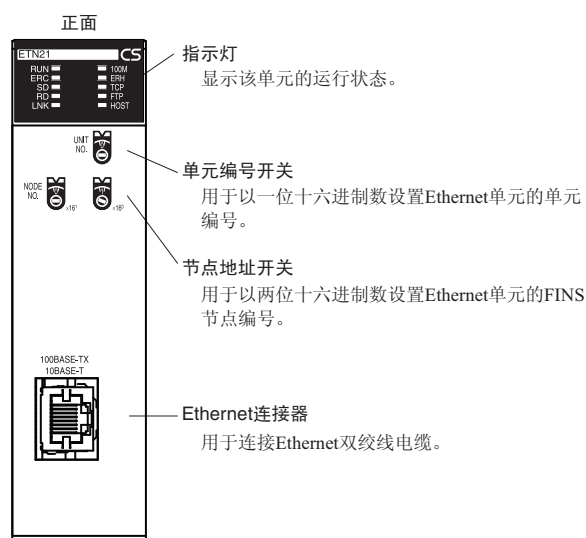 正面
ETN21
CS
RUN
ERC
SD
RD
LNK
100M
ERH
TCP
FTP
HOST
指示灯
显示该单元的运行状态。
UNIT
NO.
单元编号开关
用于以一位十六进制数设置Ethernet单元的单元
编号。
NODE
NO.
×16¹
×16⁰
节点地址开关
用于以两位十六进制数设置Ethernet单元的FINS
节点编号。
100BASE-TX
10BASE-T
Ethernet连接器
用于连接Ethernet双绞线电缆。